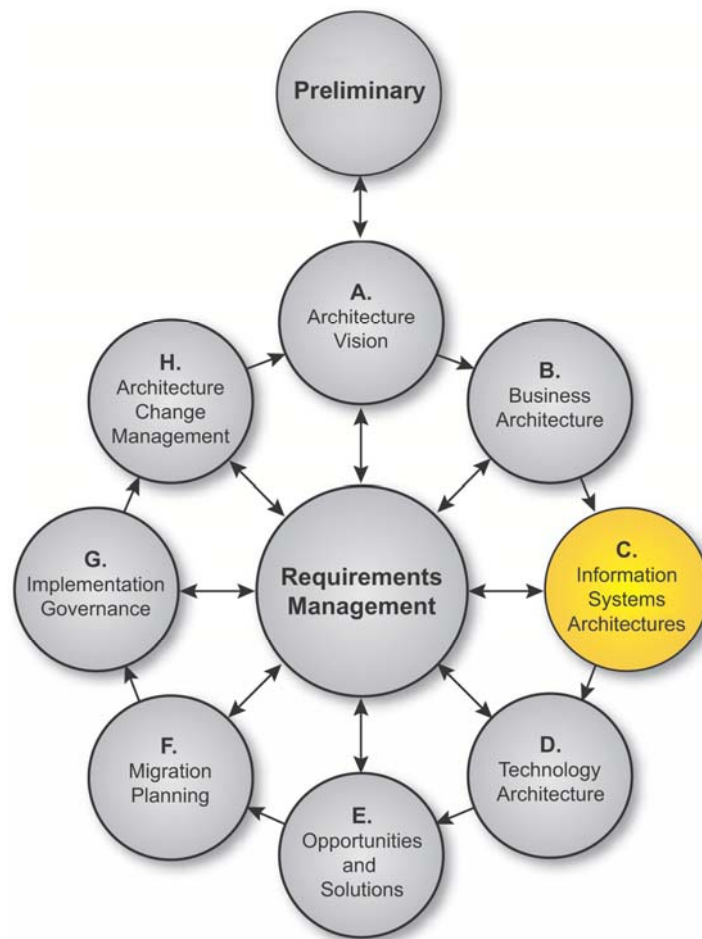 Preliminary
A.
Architecture
Vision
B.
Business
Architecture
C.
Information
Systems
Architectures
D.
Technology
Architecture
E.
Opportunities
and
Solutions
F.
Migration
Planning
G.
Implementation
Governance
H.
Architecture
Change
Management
Requirements
Management